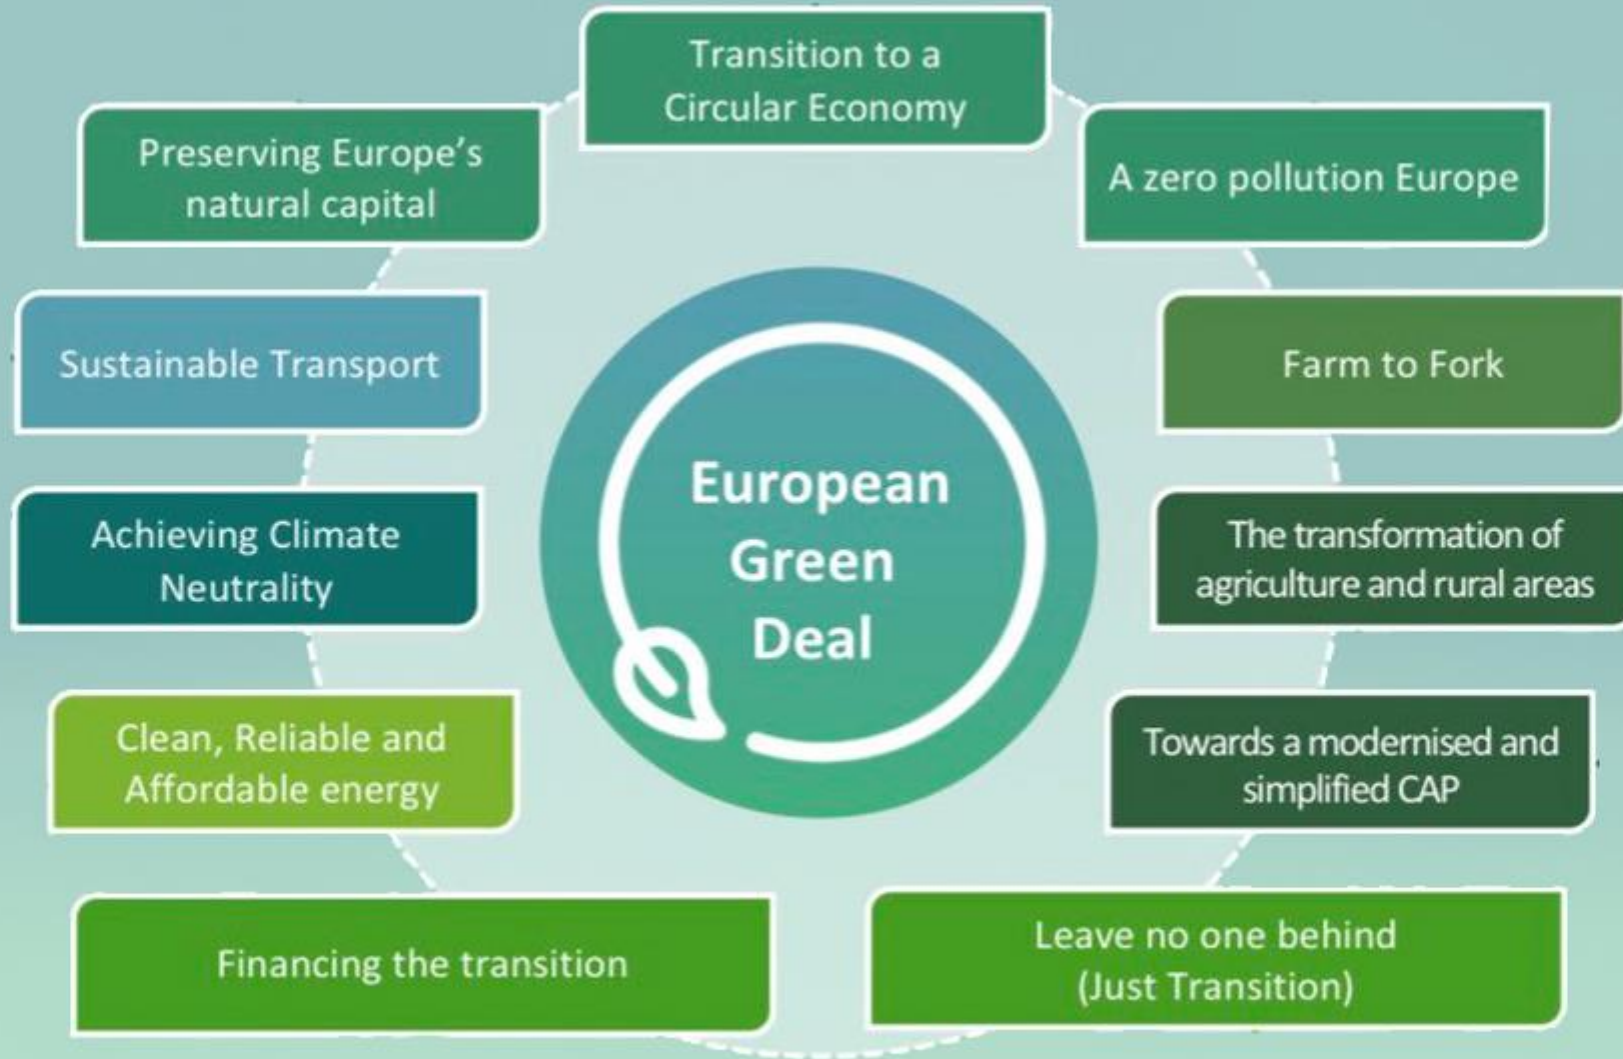 Transition to a
Circular Economy
Preserving Europe's
natural capital
A zero pollution Europe
Sustainable Transport
Farm to Fork
European
Green
Deal
Achieving Climate
Neutrality
The transformation of
agriculture and rural areas
Clean, Reliable and
Affordable energy
Towards a modernised and
simplified CAP
Financing the transition
Leave no one behind
(Just Transition)